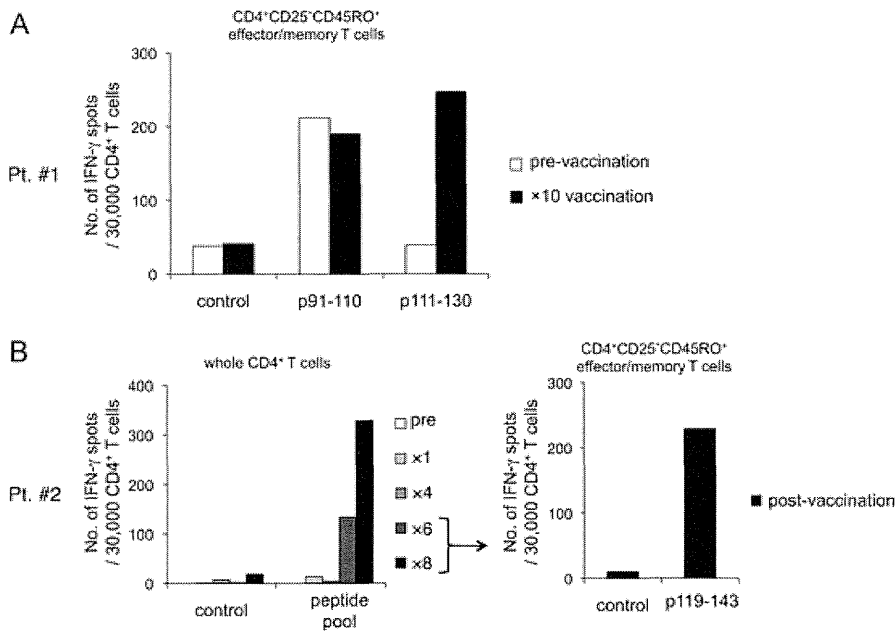 A
CD4⁺CD25⁻CD45RO⁺
effector/memory T cells
Pt. #1
No. of IFN-γ spots
/ 30,000 CD4⁺ T cells
300
200
100
0
control
p91-110
p111-130
pre-vaccination
×10 vaccination
B
whole CD4⁺ T cells
Pt. #2
No. of IFN-γ spots
/ 30,000 CD4⁺ T cells
400
300
200
100
0
control
peptide
pool
pre
×1
×4
×6
×8
CD4⁺CD25⁻CD45RO⁺
effector/memory T cells
No. of IFN-γ spots
/ 30,000 CD4⁺ T cells
300
200
100
0
control
p119-143
post-vaccination